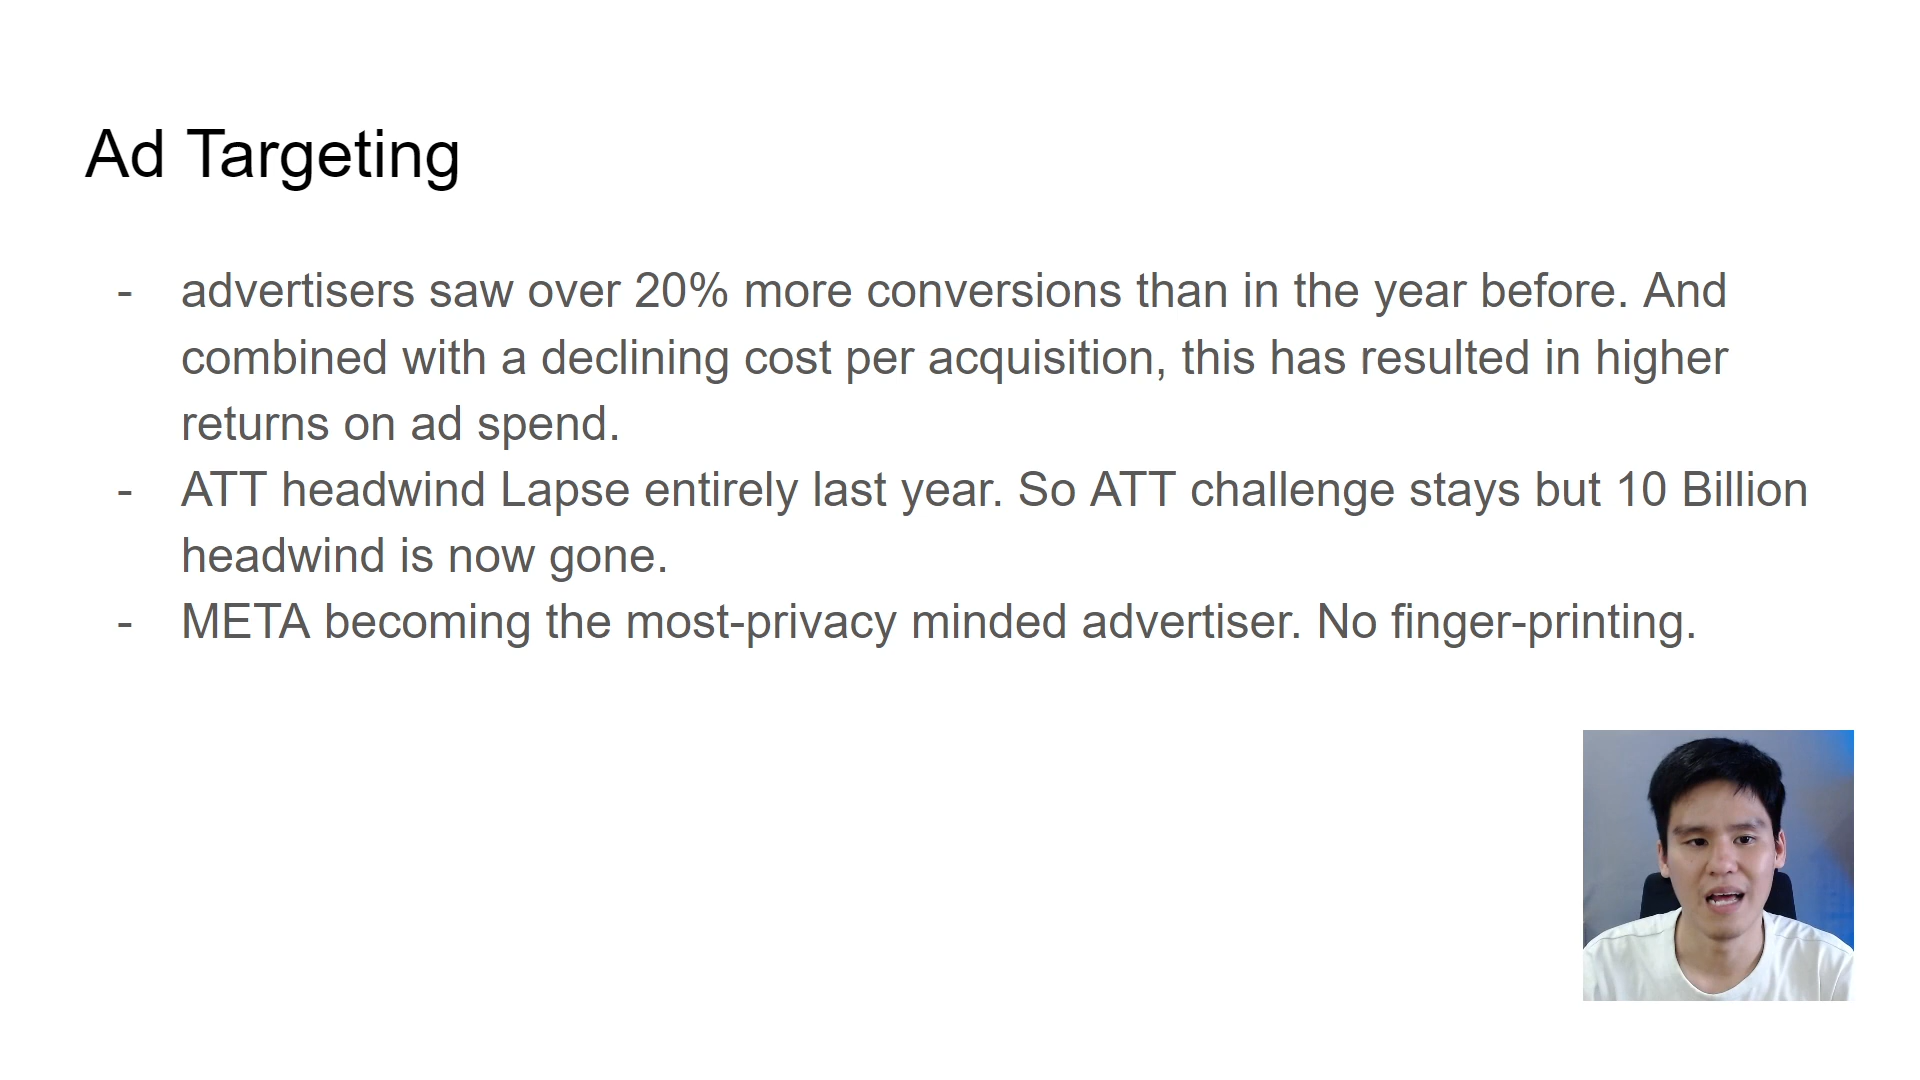 Ad Targeting
- advertisers saw over 20% more conversions than in the year before. And
combined with a declining cost per acquisition, this has resulted in higher
returns on ad spend.
- ATT headwind Lapse entirely last year. So ATT challenge stays but 10 Billion
headwind is now gone.
- META becoming the most-privacy minded advertiser. No finger-printing.